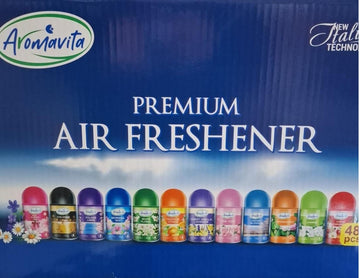 Aromavita
NEW
Itali
TECHNO
PREMIUM
AIR FRESHENER
48
pcs